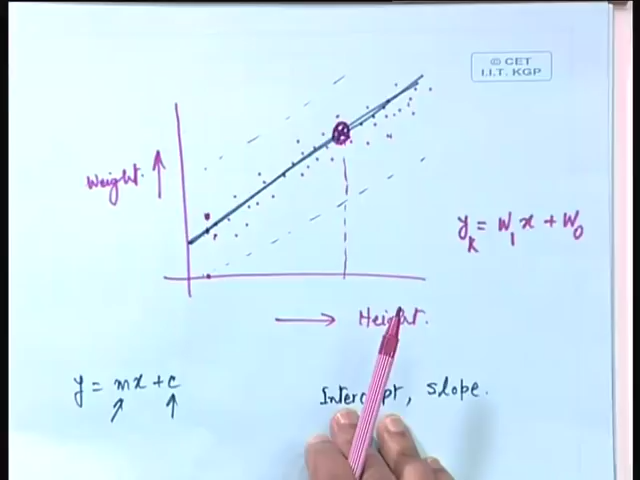 © CET
I.I.T. KGP
Weight.
y_k = W_1 x + W_0
Height.
y = mx + c
Intercept, slope.